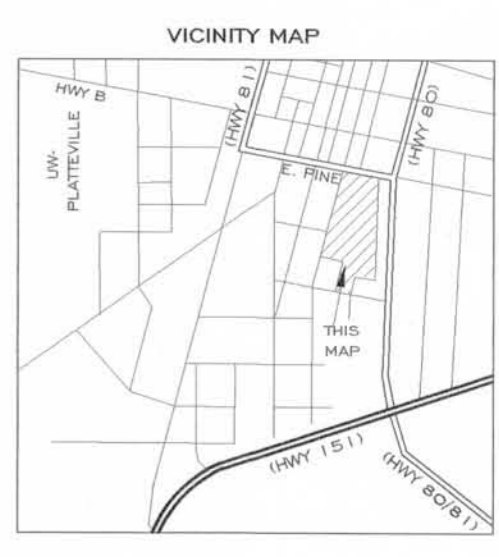 VICINITY MAP
HWY B
(HWY 81)
(HWY 80)
UW-
PLATTEVILLE
E. PINE
THIS
MAP
(HWY 151)
(HWY 80/81)